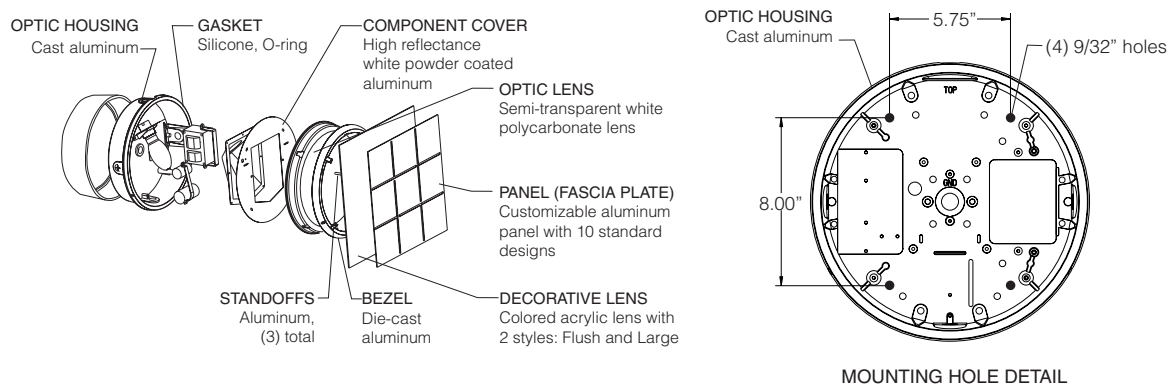 OPTIC HOUSING
Cast aluminum
GASKET
Silicone, O-ring
COMPONENT COVER
High reflectance
white powder coated
aluminum
OPTIC LENS
Semi-transparent white
polycarbonate lens
PANEL (FASCIA PLATE)
Customizable aluminum
panel with 10 standard
designs
STANDOFFS
Aluminum,
(3) total
BEZEL
Die-cast
aluminum
DECORATIVE LENS
Colored acrylic lens with
2 styles: Flush and Large
OPTIC HOUSING
Cast aluminum
5.75”
(4) 9/32” holes
TOP
8.00”
GND
MOUNTING HOLE DETAIL